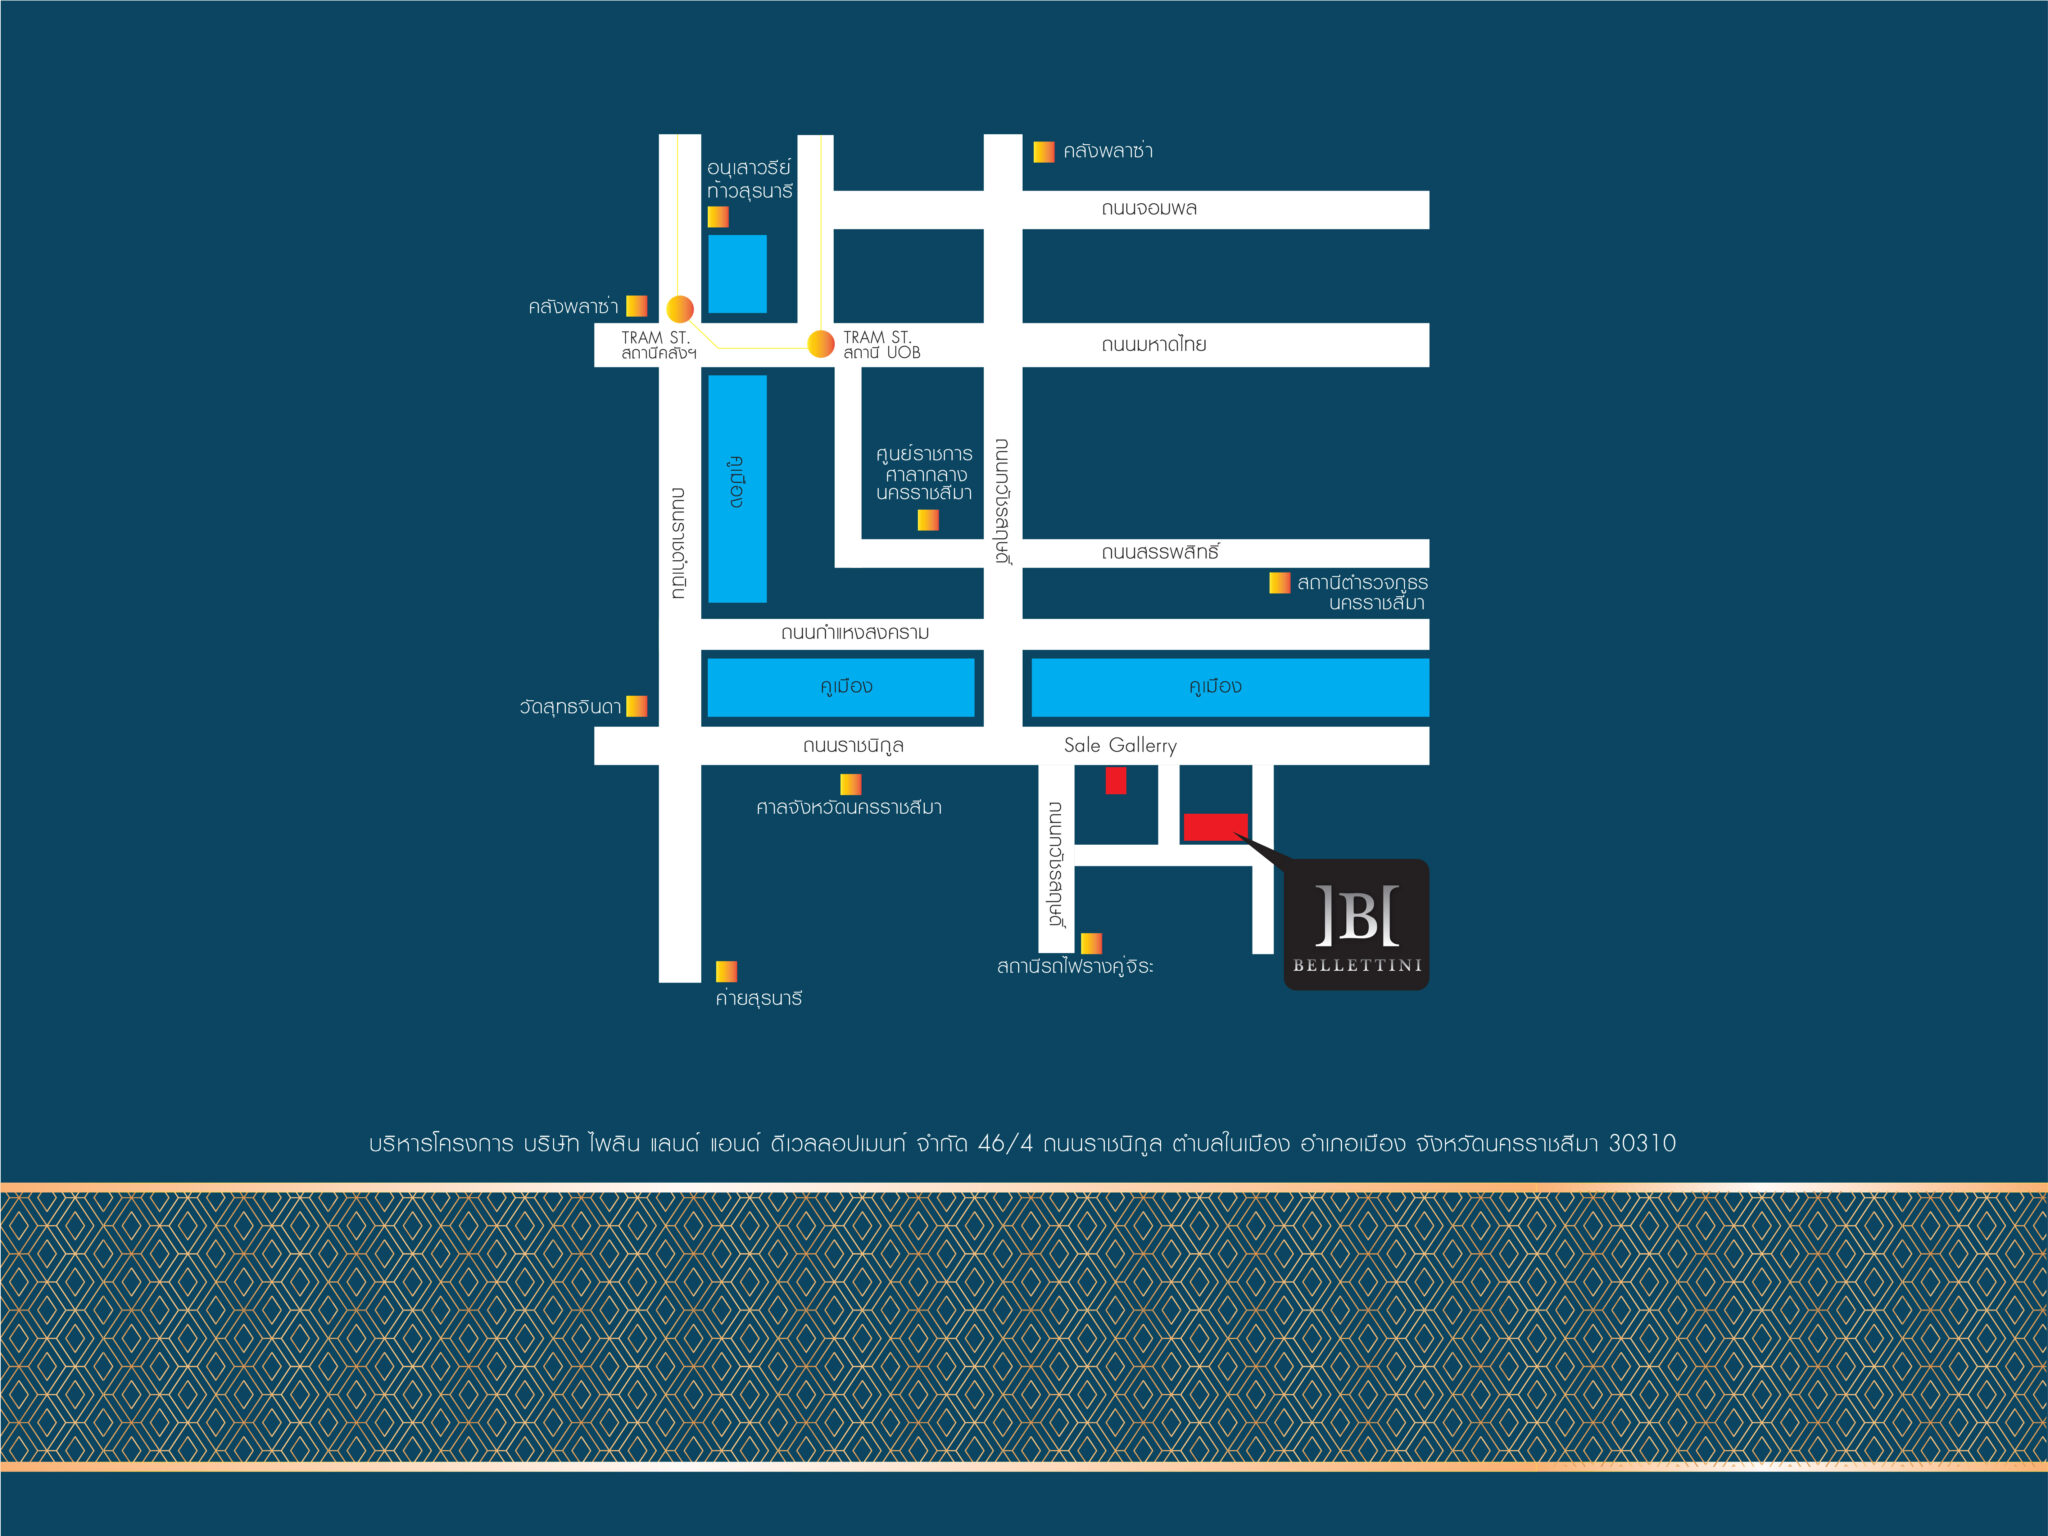 อนุเสาวรีย์
ท้าวสุรนารี
คลังพลาซ่า
ถนนจอมพล
คลังพลาซ่า
TRAM ST.
สถานีคลังฯ
TRAM ST.
สถานี UOB
ถนนมหาดไทย
คูเมือง
ถนนราชดำเนิน
ศูนย์ราชการ
ศาลากลาง
นครราชสีมา
ถนนกวัชรสฤษดิ์
ถนนสรรพสิทธิ์
สถานีตำรวจภูธร
นครราชสีมา
ถนนกำแหงสงคราม
คูเมือง
คูเมือง
วัดสุทธจินดา
ถนนราชนิกูล
Sale Gallerry
ศาลจังหวัดนครราชสีมา
ถนนกวัชรสฤษดิ์
BELLETTINI
สถานีรถไฟรางคู่จิระ
ค่ายสุรนารี
บริหารโครงการ บริษัท ไพลิน แลนด์ แอนด์ ดีเวลลอปเมนท์ จำกัด 46/4 ถนนราชนิกูล ตำบลในเมือง อำเภอเมือง จังหวัดนครราชสีมา 30310